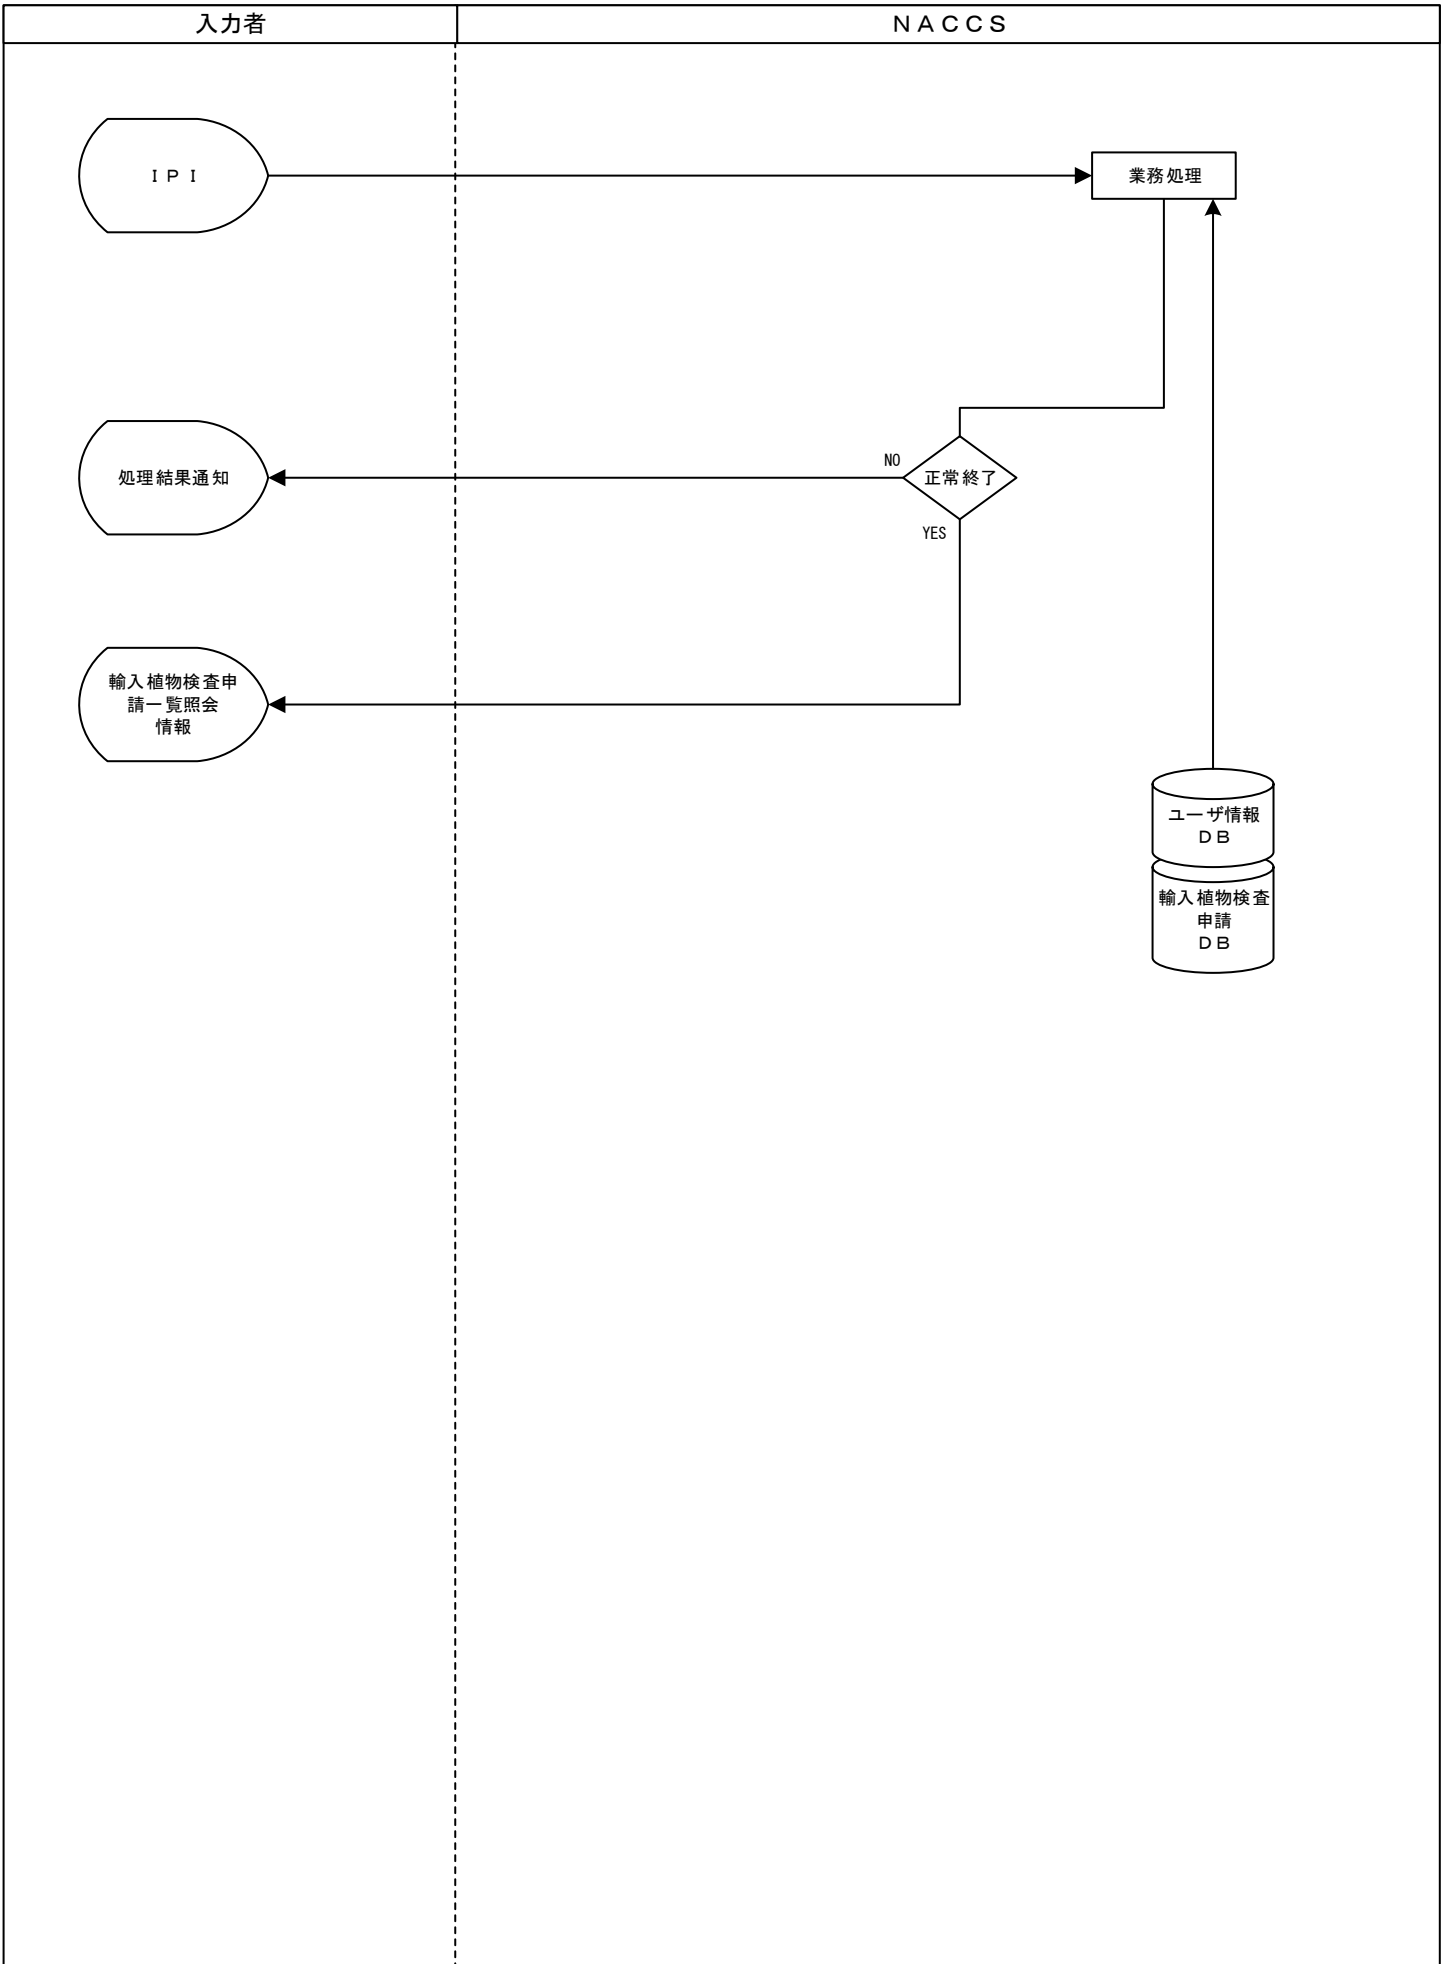 入力者
ＮＡＣＣＳ
ＩＰＩ
業務処理
処理結果通知
NO
正常終了
YES
輸入植物検査申
請一覧照会
情報
ユーザ情報
ＤＢ
輸入植物検査
申請
ＤＢ